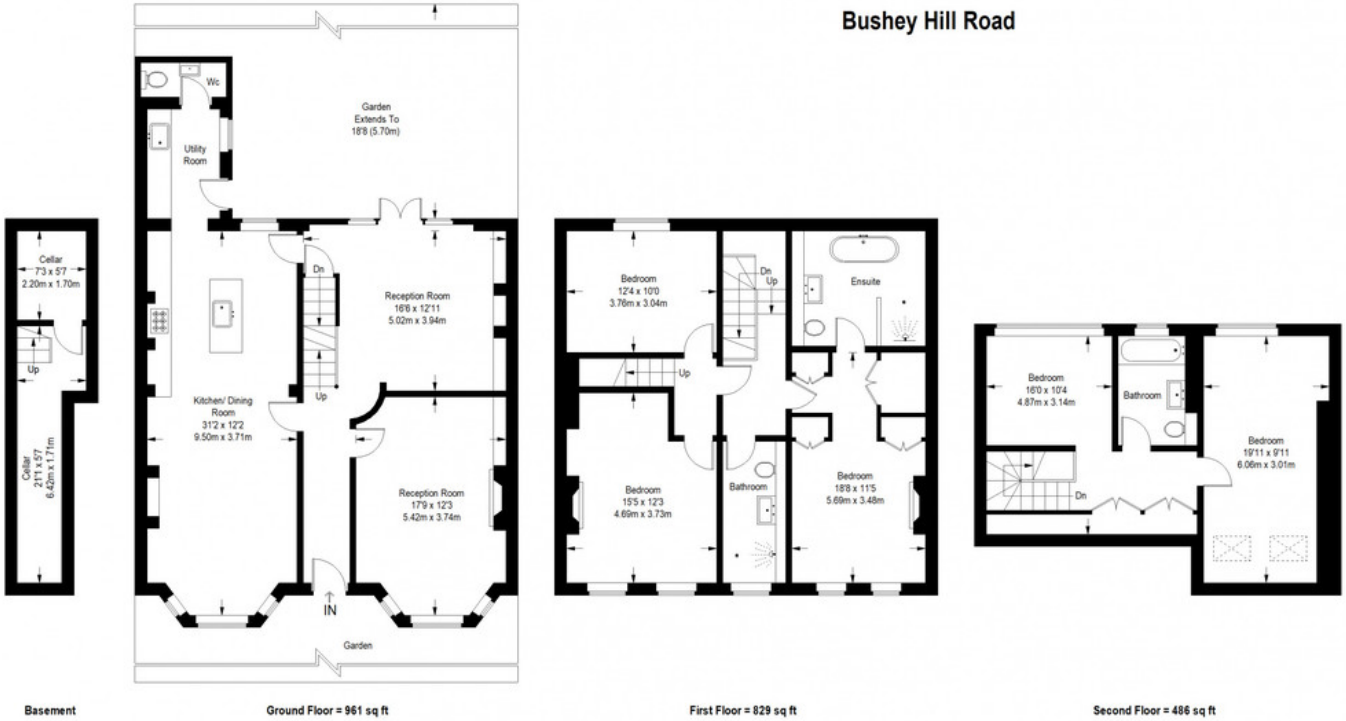 Bushey Hill Road
Wc
Utility
Room
Garden
Extends To
18'8 (5.70m)
Cellar
7'3 x 5'7
2.20m x 1.70m
Up
Cellar
21'1 x 5'7
6.42m x 1.71m
Dn
Reception Room
16'6 x 12'11
5.02m x 3.94m
Up
Kitchen/ Dining
Room
31'2 x 12'2
9.50m x 3.71m
Reception Room
17'9 x 12'3
5.42m x 3.74m
IN
Garden
Bedroom
12'4 x 10'0
3.76m x 3.04m
Dn
Up
Ensuite
Up
Bedroom
15'5 x 12'3
4.69m x 3.73m
Bathroom
Bedroom
18'8 x 11'5
5.69m x 3.48m
Bedroom
16'0 x 10'4
4.87m x 3.14m
Bathroom
Bedroom
19'11 x 9'11
6.06m x 3.01m
Dn
Basement
Ground Floor = 961 sq ft
First Floor = 829 sq ft
Second Floor = 486 sq ft